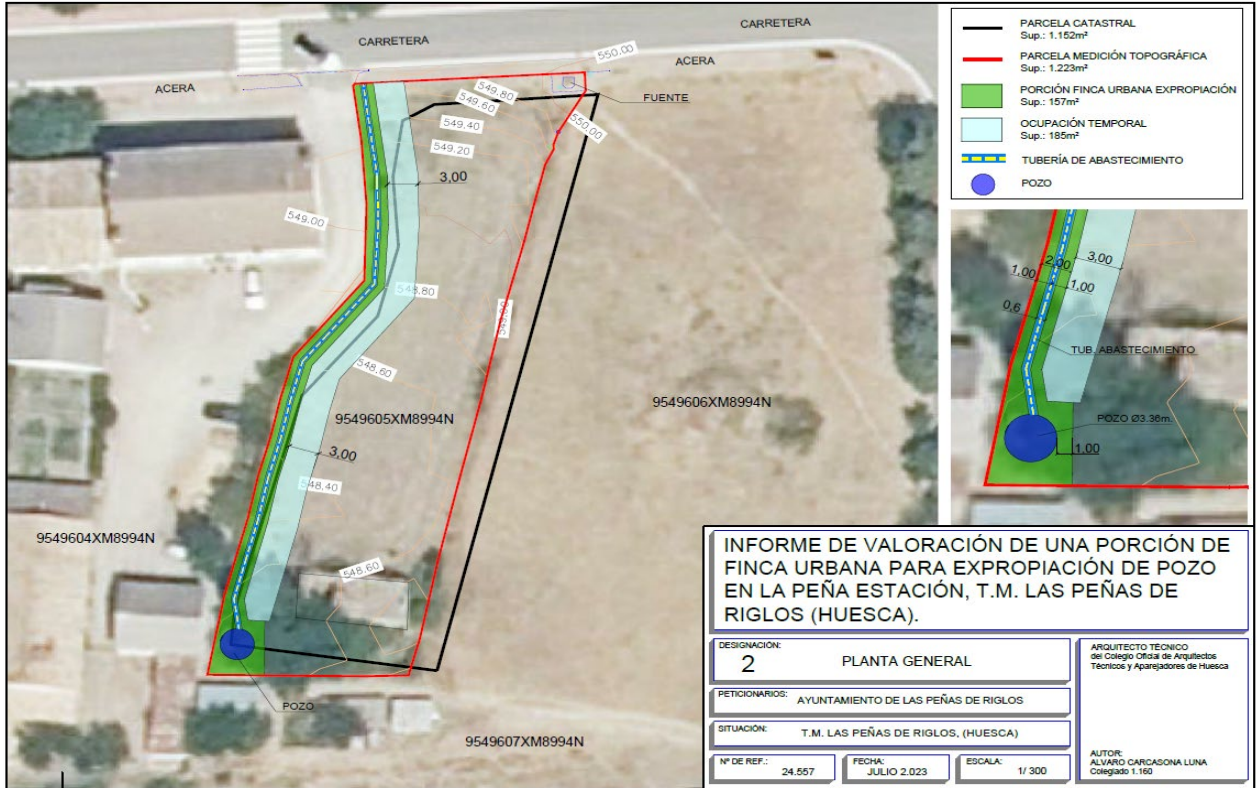 CARRETERA
CARRETERA
ACERA
ACERA
550.00
549.80
549.60
549.40
549.20
550.00
FUENTE
3,00
549.00
548.80
548.60
9549605XM8994N
9549606XM8994N
3,00
548.40
9549604XM8994N
548.60
POZO
9549607XM8994N
PARCELA CATASTRAL
Sup.: 1.152m²
PARCELA MEDICIÓN TOPOGRÁFICA
Sup.: 1.223m²
PORCIÓN FINCA URBANA EXPROPIACIÓN
Sup.: 157m²
OCUPACIÓN TEMPORAL
Sup.: 185m²
TUBERÍA DE ABASTECIMIENTO
POZO
2,00
3,00
1,00
1,00
0,6
TUB. ABASTECIMIENTO
POZO Ø3.36m.
1,00
INFORME DE VALORACIÓN DE UNA PORCIÓN DE
FINCA URBANA PARA EXPROPIACIÓN DE POZO
EN LA PEÑA ESTACIÓN, T.M. LAS PEÑAS DE
RIGLOS (HUESCA).
DESIGNACIÓN:
2 PLANTA GENERAL
PETICIONARIOS: AYUNTAMIENTO DE LAS PEÑAS DE RIGLOS
SITUACIÓN: T.M. LAS PEÑAS DE RIGLOS, (HUESCA)
Nº DE REF.: 24.557
FECHA: JULIO 2.023
ESCALA: 1/ 300
ARQUITECTO TÉCNICO
del Colegio Oficial de Arquitectos
Técnicos y Aparejadores de Huesca
AUTOR:
ALVARO CARCASONA LUNA
Colegiado 1.160